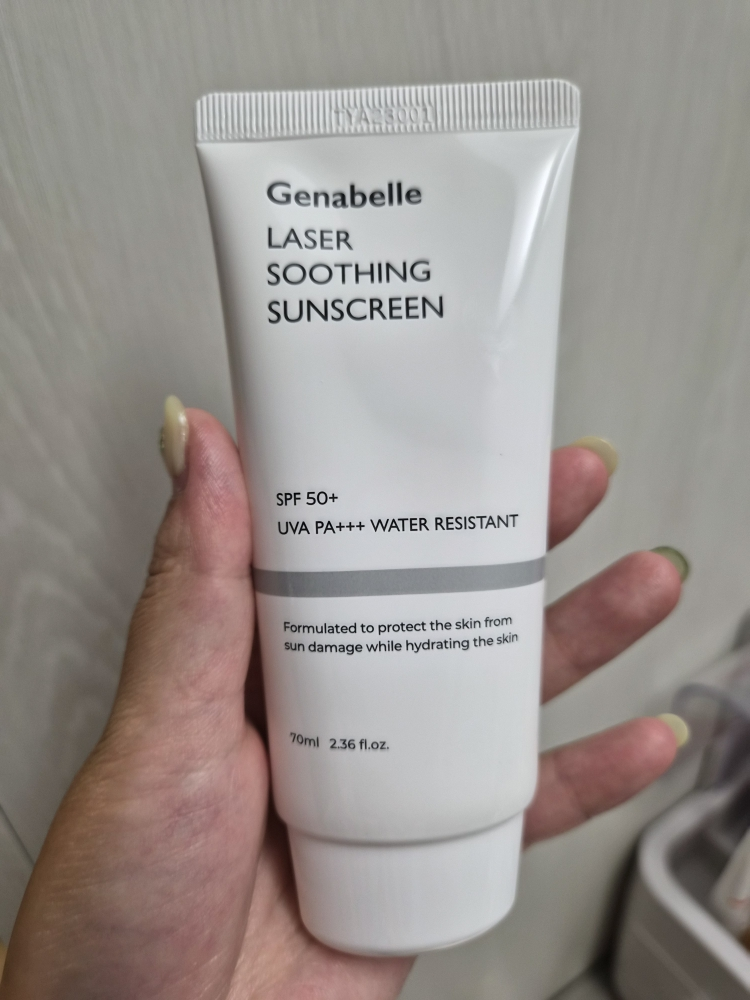 TYA23001
Genabelle
LASER
SOOTHING
SUNSCREEN
SPF 50+
UVA PA+++ WATER RESISTANT
Formulated to protect the skin from
sun damage while hydrating the skin
70ml 2.36 fl.oz.